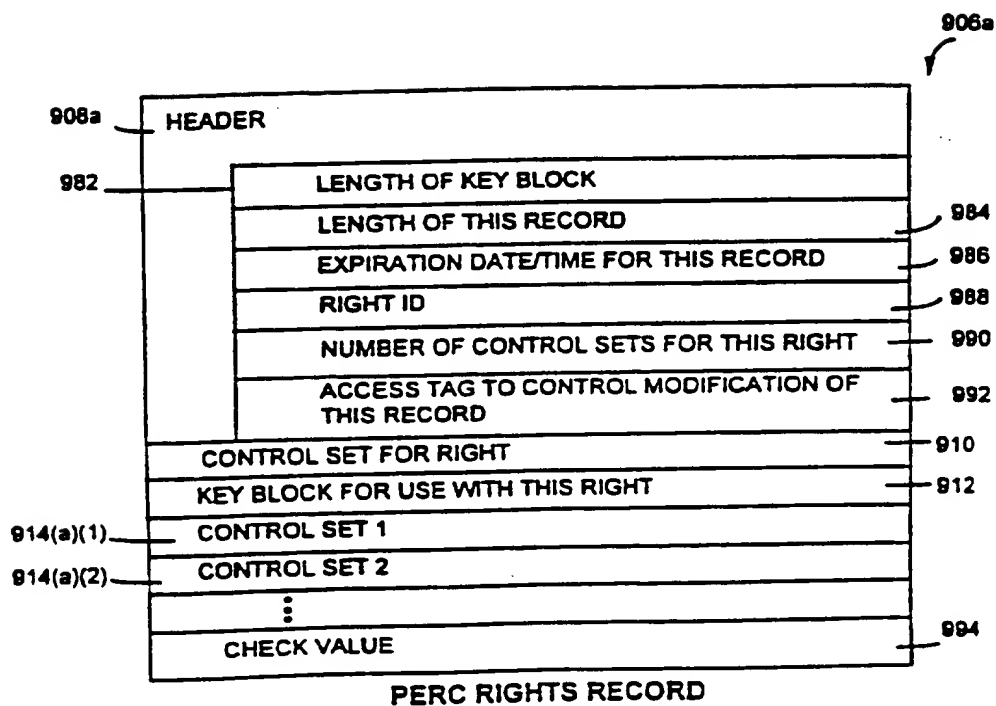 906a
908a
HEADER
982
LENGTH OF KEY BLOCK
LENGTH OF THIS RECORD
984
EXPIRATION DATE/TIME FOR THIS RECORD
986
RIGHT ID
988
NUMBER OF CONTROL SETS FOR THIS RIGHT
990
ACCESS TAG TO CONTROL MODIFICATION OF
THIS RECORD
992
CONTROL SET FOR RIGHT
910
KEY BLOCK FOR USE WITH THIS RIGHT
912
914(a)(1)
CONTROL SET 1
914(a)(2)
CONTROL SET 2
CHECK VALUE
994
PERC RIGHTS RECORD